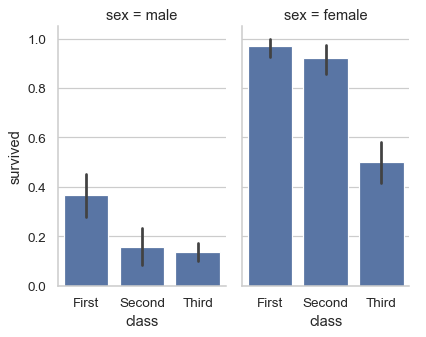 sex = male
sex = female
survived
1.0
0.8
0.6
0.4
0.2
0.0
First Second Third
class
First Second Third
class